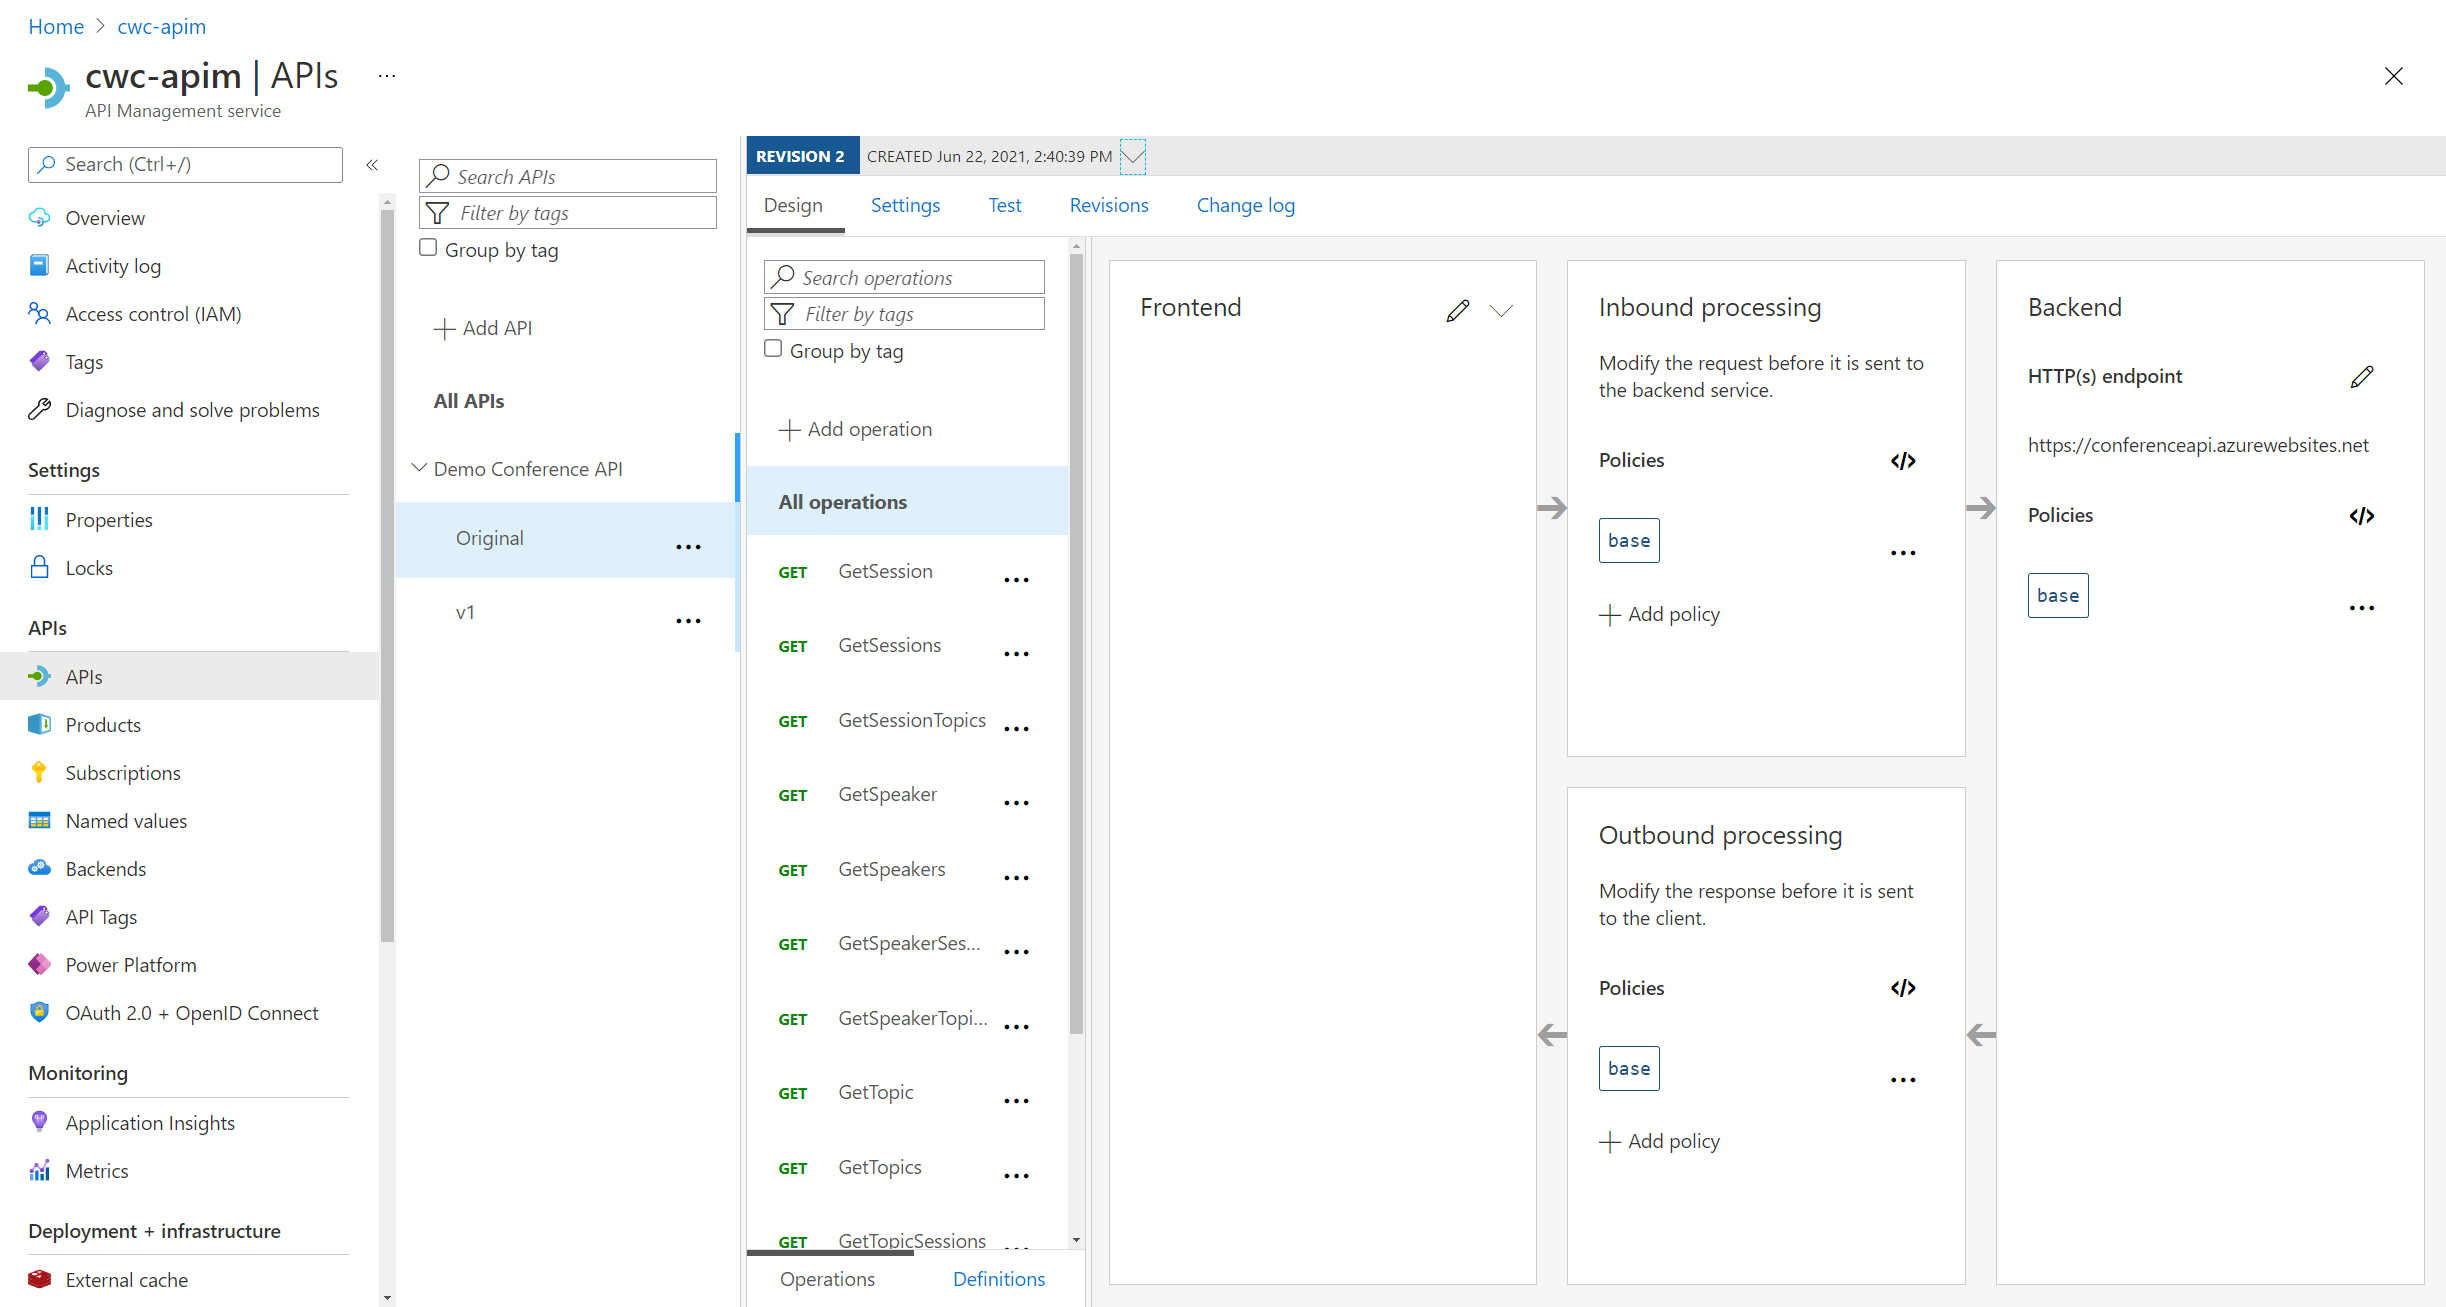 Home > cwc-apim
cwc-apim | APIs ...
API Management service
Search (Ctrl+/)
Overview
Activity log
Access control (IAM)
Tags
Diagnose and solve problems
Settings
Properties
Locks
APIs
APIs
Products
Subscriptions
Named values
Backends
API Tags
Power Platform
OAuth 2.0 + OpenID Connect
Monitoring
Application Insights
Metrics
Deployment + infrastructure
External cache
Search APIs
Filter by tags
Group by tag
+ Add API
All APIs
Demo Conference API
Original ...
v1 ...
REVISION 2 CREATED Jun 22, 2021, 2:40:39 PM
Design Settings Test Revisions Change log
Search operations
Filter by tags
Group by tag
+ Add operation
All operations
GET GetSession ...
GET GetSessions ...
GET GetSessionTopics ...
GET GetSpeaker ...
GET GetSpeakers ...
GET GetSpeakerSes... ...
GET GetSpeakerTopi... ...
GET GetTopic ...
GET GetTopics ...
GET GetTopicSessions ...
Operations Definitions
Frontend
Inbound processing
Modify the request before it is sent to
the backend service.
Policies </>
base ...
+ Add policy
Outbound processing
Modify the response before it is sent
to the client.
Policies </>
base ...
+ Add policy
Backend
HTTP(s) endpoint
https://conferenceapi.azurewebsites.net
Policies </>
base ...